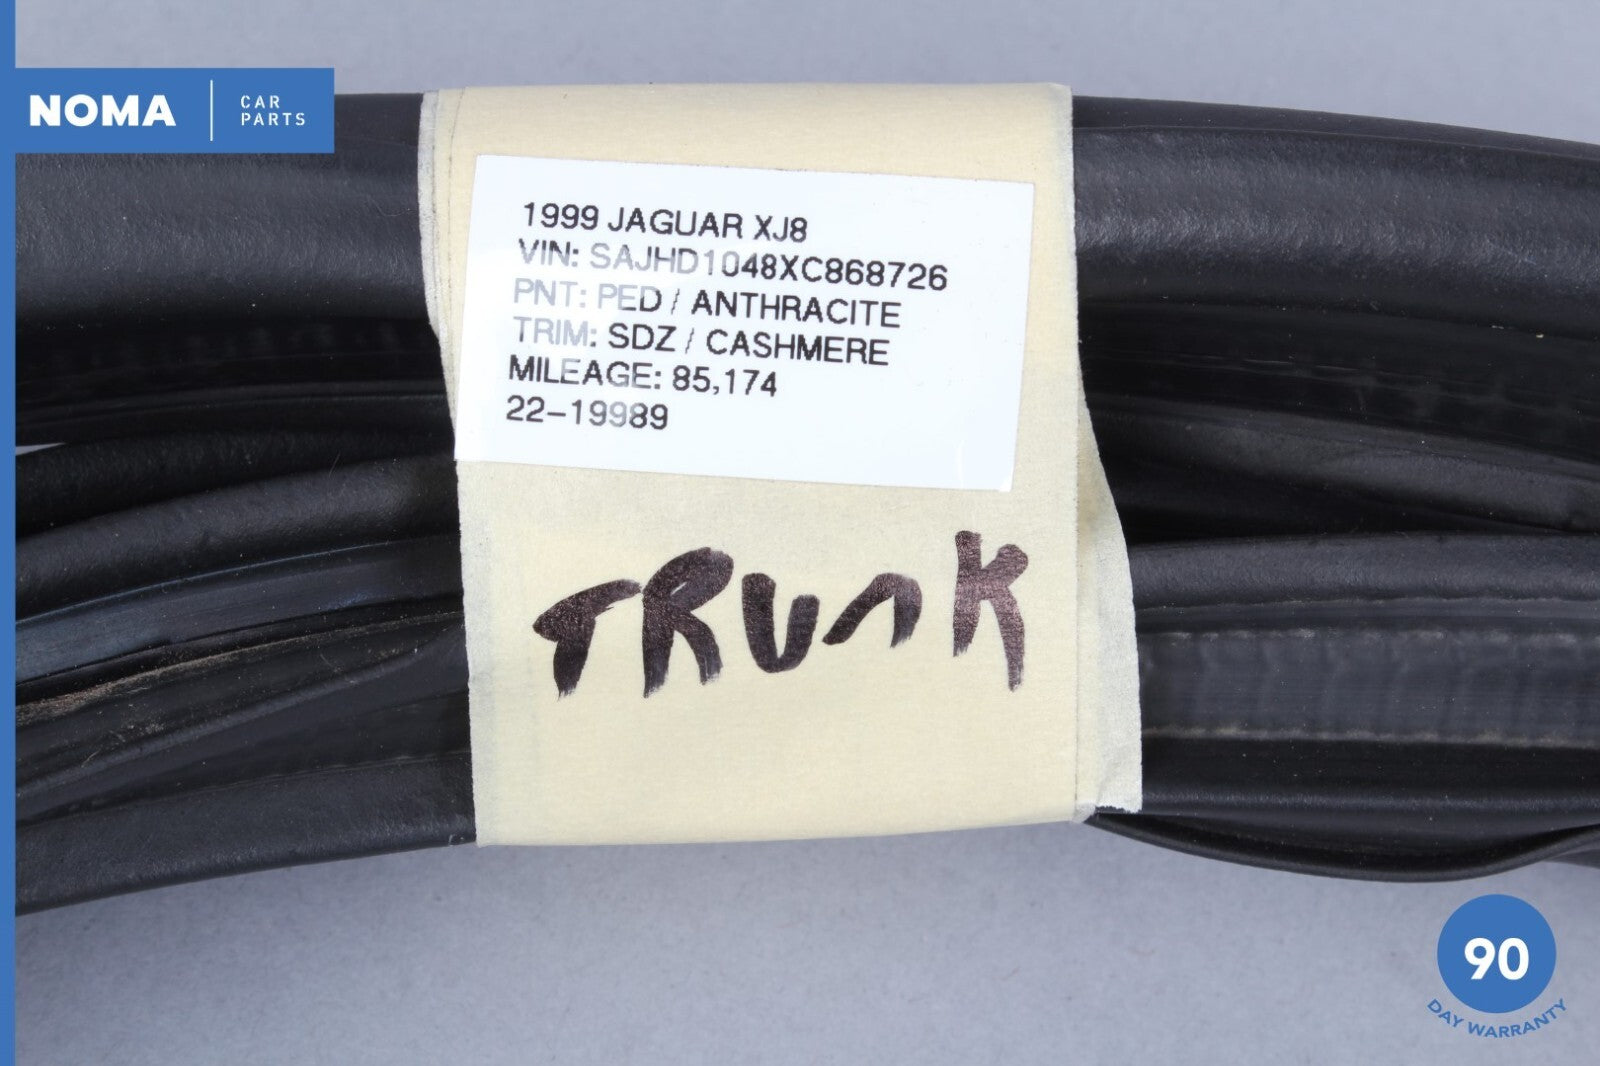 NOMA
CAR
PARTS
1999 JAGUAR XJ8
VIN: SAJHD1048XC868726
PNT: PED / ANTHRACITE
TRIM: SDZ / CASHMERE
MILEAGE: 85,174
22-19989
TRUNK
90
DAY WARRANTY